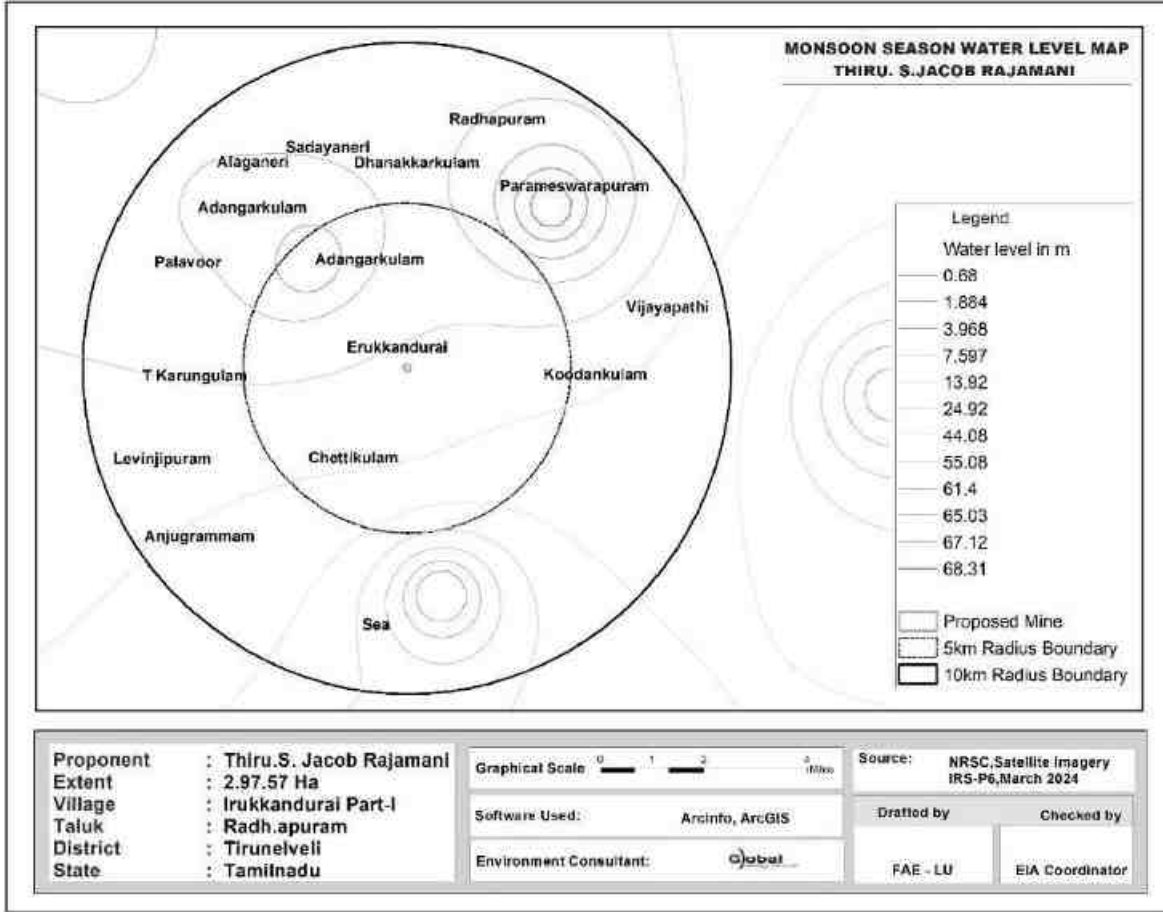 MONSOON SEASON WATER LEVEL MAP
THIRU. S.JACOB RAJAMANI
Radhapuram
Sadayaneri
Alaganeri
Dhanakkarkulam
Parameswarapuram
Adangarkulam
Palavoor
Adangarkulam
Vijayapathi
Erukkandurai
T Karungulam
Koodankulam
Levinjipuram
Chettikulam
Anjugrammam
Sea
Legend
Water level in m
0.68
1.884
3.968
7.597
13.92
24.92
44.08
55.08
61.4
65.03
67.12
68.31
Proposed Mine
5km Radius Boundary
10km Radius Boundary
Proponent : Thiru.S. Jacob Rajamani
Extent : 2.97.57 Ha
Village : Irukkandurai Part-I
Taluk : Radh.apuram
District : Tirunelveli
State : Tamilnadu
Graphical Scale 0 1 2
Software Used: Arcinfo, ArcGIS
Environment Consultant: Global
Source: NRSC,Satellite Imagery
IRS-P6,March 2024
Drafted by Checked by
FAE - LU EIA Coordinator